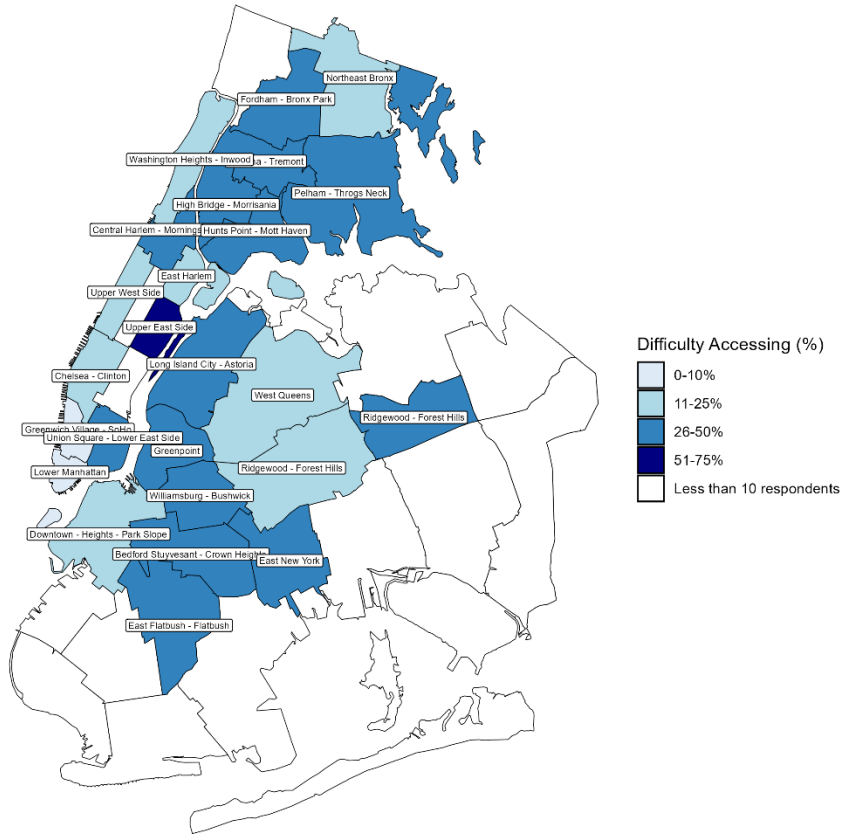 Northeast Bronx
Fordham - Bronx Park
Washington Heights - Inwood
a - Tremont
Pelham - Throgs Neck
High Bridge - Morrisania
Central Harlem - Morning
Hunts Point - Mott Haven
East Harlem
Upper West Side
Upper East Side
Long Island City - Astoria
Chelsea - Clinton
West Queens
Ridgewood - Forest Hills
Greenwich Village - SoHo
Union Square - Lower East Side
Greenpoint
Lower Manhattan
Ridgewood - Forest Hills
Williamsburg - Bushwick
Downtown - Heights - Park Slope
Bedford Stuyvesant - Crown Heights
East New York
East Flatbush - Flatbush
Difficulty Accessing (%)
0-10%
11-25%
26-50%
51-75%
Less than 10 respondents